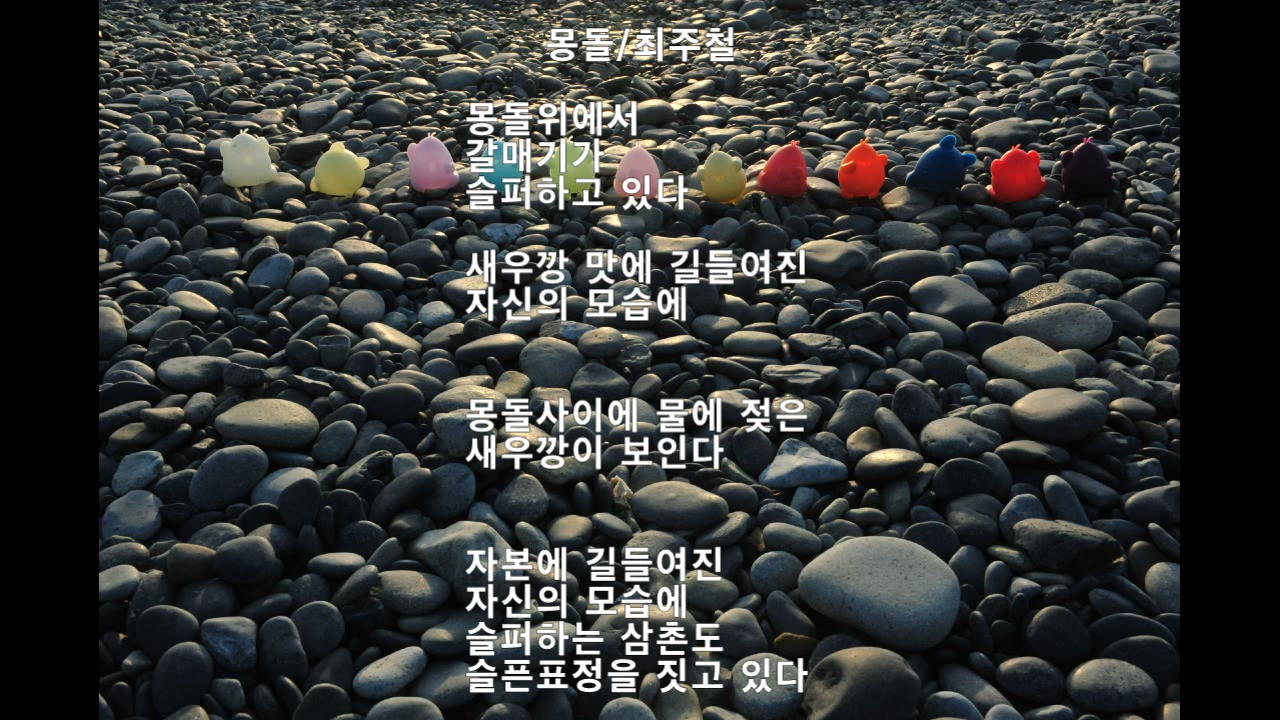 몽돌/최주철
몽돌위에서
갈매기가
슬퍼하고 있다
새우깡 맛에 길들여진
자신의 모습에
몽돌사이에 물에 젖은
새우깡이 보인다
자본에 길들여진
자신의 모습에
슬퍼하는 삼촌도
슬픈표정을 짓고 있다